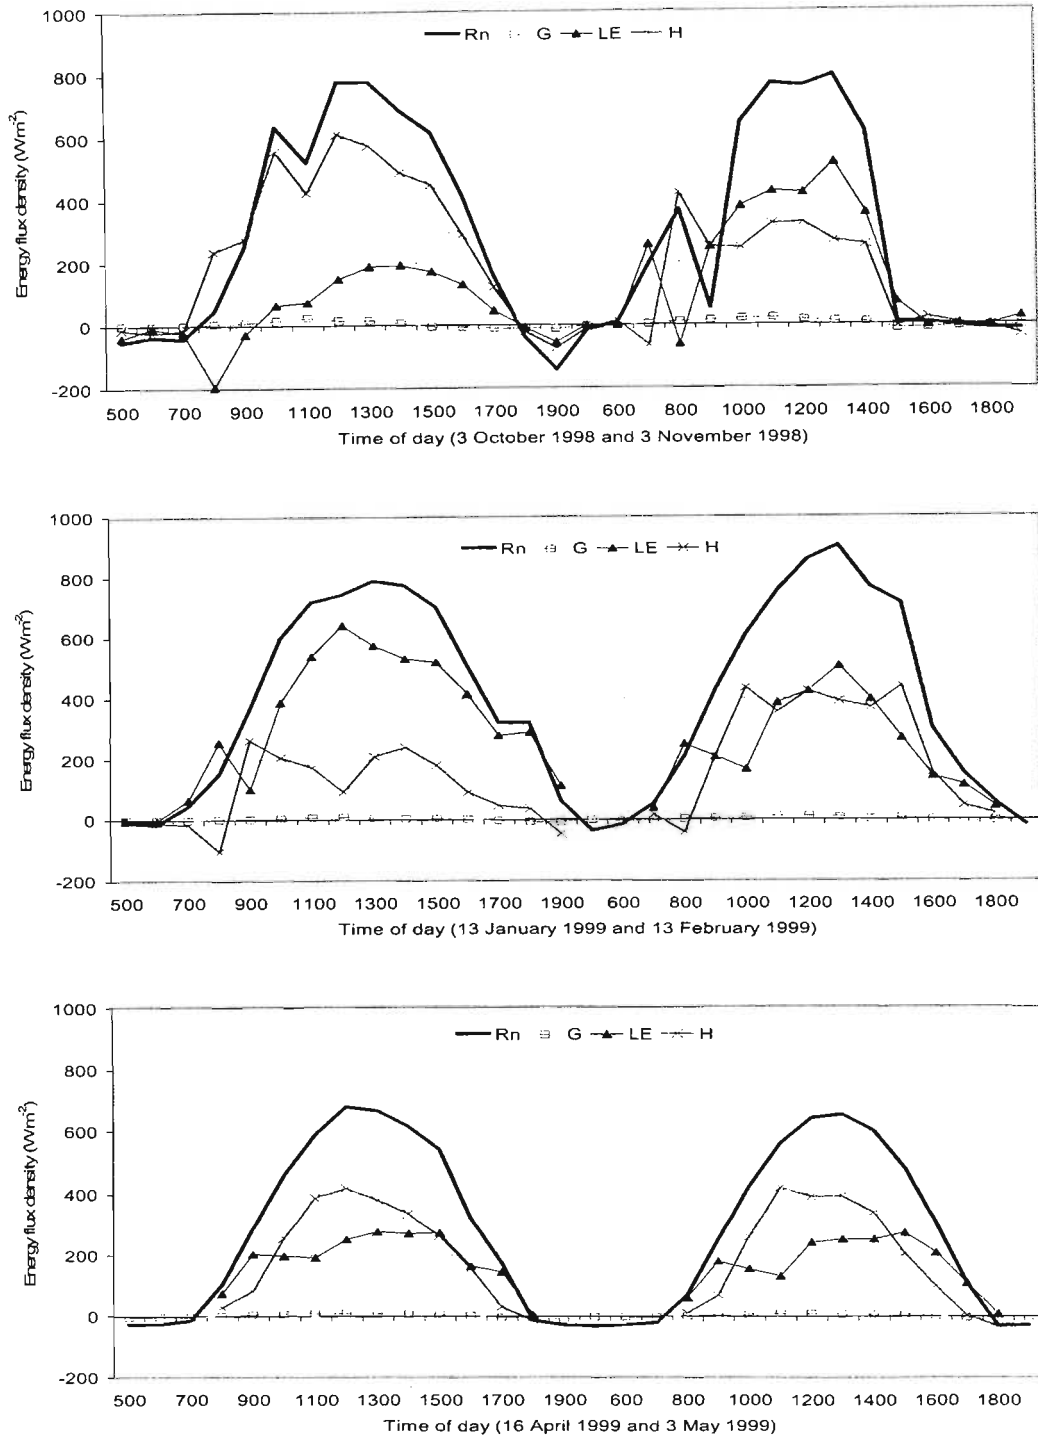 1000
800
600
400
200
0
-200
Energy flux density (Wm-2)
Rn G LE H
500 700 900 1100 1300 1500 1700 1900 600 800 1000 1200 1400 1600 1800
Time of day (3 October 1998 and 3 November 1998)
1000
800
600
400
200
0
-200
Energy flux density (Wm-2)
Rn G LE H
500 700 900 1100 1300 1500 1700 1900 600 800 1000 1200 1400 1600 1800
Time of day (13 January 1999 and 13 February 1999)
1000
800
600
400
200
0
-200
Energy flux density (Wm-2)
Rn G LE H
500 700 900 1100 1300 1500 1700 1900 600 800 1000 1200 1400 1600 1800
Time of day (16 April 1999 and 3 May 1999)